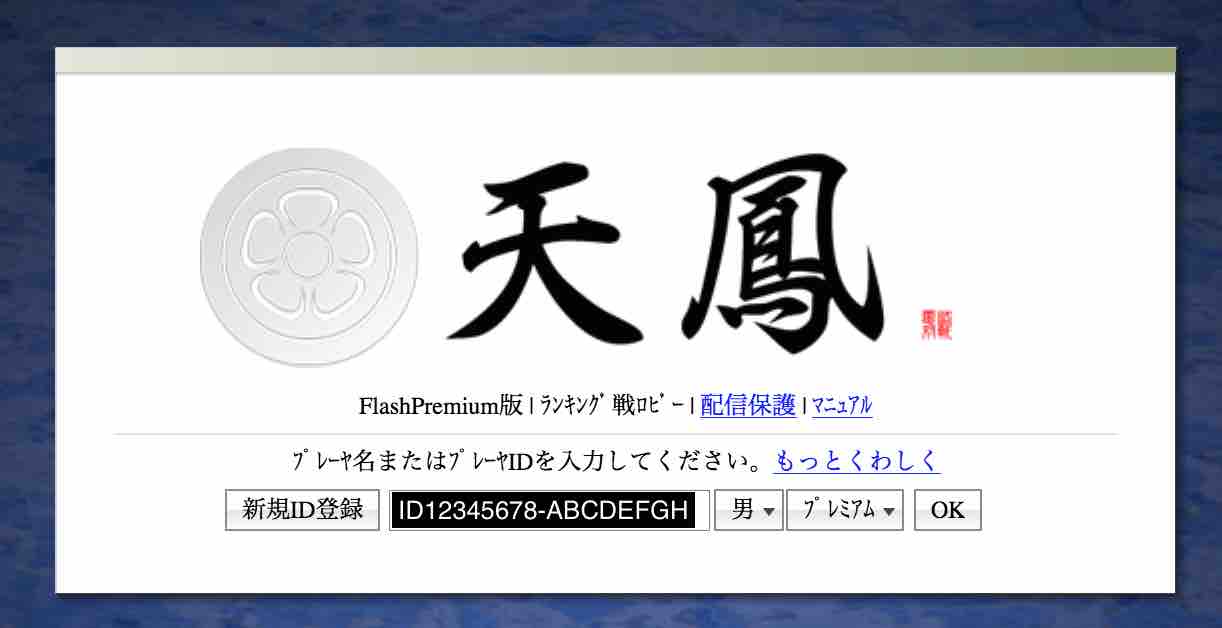 天鳳
FlashPremium版 | ﾗﾝｷﾝｸﾞ戦ﾛﾋﾞｰ | 配信保護 | ﾏﾆｭｱﾙ
ﾌﾟﾚｰﾔ名またはﾌﾟﾚｰﾔIDを入力してください。もっとくわしく
新規ID登録 ID12345678-ABCDEFGH 男 ﾌﾟﾚﾐｱﾑ OK